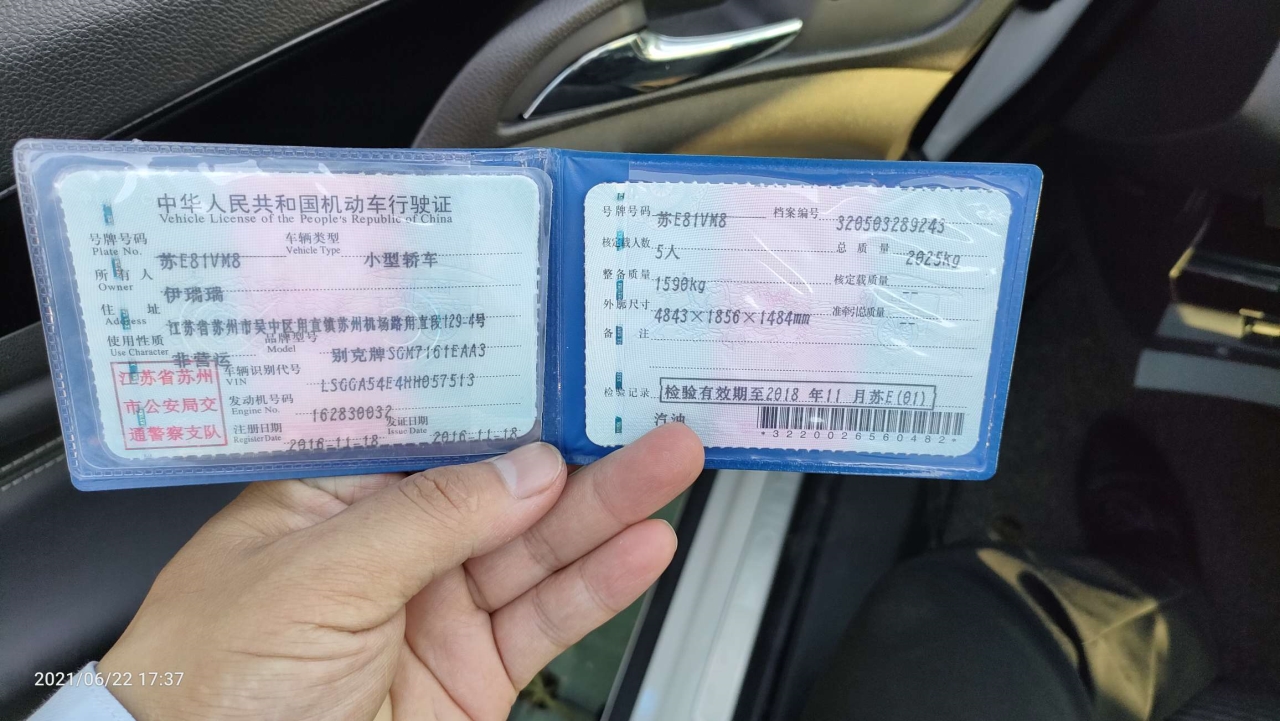 中华人民共和国机动车行驶证
Vehicle License of the People's Republic of China
号牌号码 苏E81VM8 车辆类型 小型轿车
Plate No. Vehicle Type
所有人 伊瑞瑞
Owner
住址 江苏省苏州市吴中区甪直镇苏州机场路甪直段129-4号
Address
使用性质 非营运 品牌型号 别克牌SGM7161EAA3
Use Character Model
江苏省苏州
市公安局交
通警察支队
车辆识别代号 LSGGA54E4HH057513
VIN
发动机号码 162830032
Engine No.
注册日期 2016-11-18 发证日期 2016-11-18
Register Date Issue Date
号牌号码 苏E81VM8 档案编号 320503289243
核定载人数 5人 总质量 2025kg
整备质量 1590kg 核定载质量 --
外廓尺寸 4843×1856×1484mm 准牵引总质量 --
备注
检验记录 检验有效期至2018 年11 月苏E(01)
汽油
*3220026560482*
2021/06/22 17:37